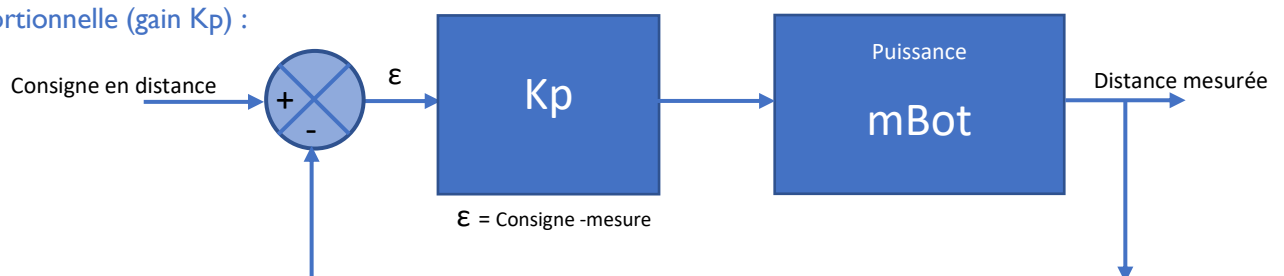 ortionnelle (gain Kp) :
Consigne en distance
+
-
ε
Kp
Puissance
mBot
Distance mesurée
ε = Consigne -mesure